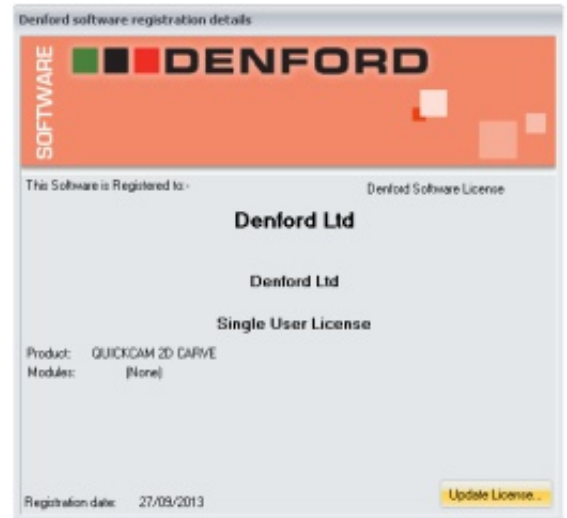 Denford software registration details
SOFTWARE
DENFORD
This Software is Registered to:-
Denford Software License
Denford Ltd
Denford Ltd
Single User License
Product: QUICKCAM 2D CARVE
Modules: (None)
Registration date: 27/09/2013
Update License...